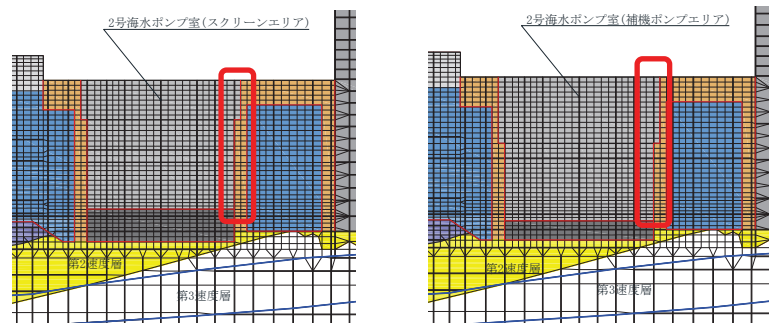 2号海水ポンプ室(スクリーンエリア)
第2速度層
第3速度層
2号海水ポンプ室(補機ポンプエリア)
第2速度層
第3速度層